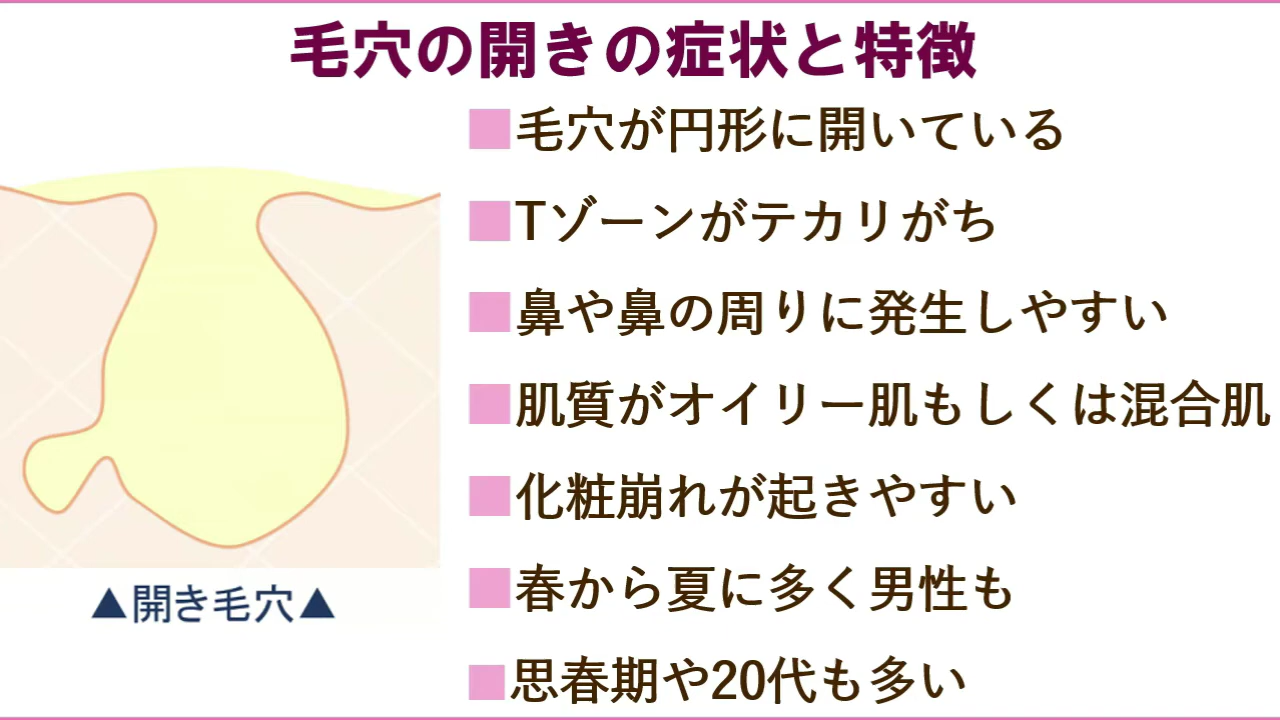 毛穴の開きの症状と特徴
■毛穴が円形に開いている
■Tゾーンがテカリがち
■鼻や鼻の周りに発生しやすい
■肌質がオイリー肌もしくは混合肌
■化粧崩れが起きやすい
■春から夏に多く男性も
■思春期や20代も多い
▲開き毛穴▲